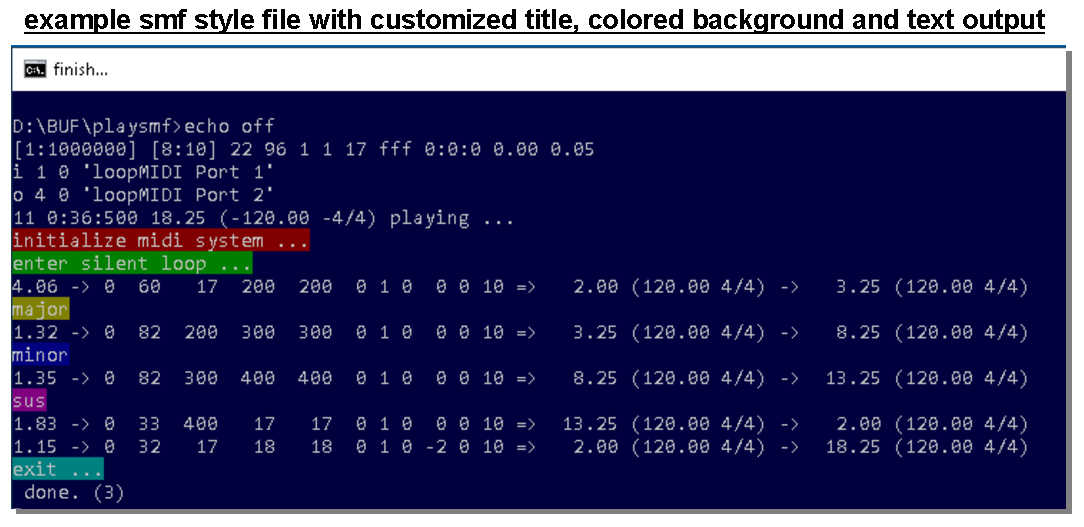 example smf style file with customized title, colored background and text output
finish...
D:\BUF\playsmf>echo off
[1:1000000] [8:10] 22 96 1 1 17 fff 0:0:0 0.00 0.05
i 1 0 'loopMIDI Port 1'
o 4 0 'loopMIDI Port 2'
11 0:36:500 18.25 (-120.00 -4/4) playing ...
initialize midi system ...
enter silent loop ...
4.06 -> 0  60   17  200  200  0 1 0  0 0 10 =>   2.00 (120.00 4/4) ->   3.25 (120.00 4/4)
major
1.32 -> 0  82  200  300  300  0 1 0  0 0 10 =>   3.25 (120.00 4/4) ->   8.25 (120.00 4/4)
minor
1.35 -> 0  82  300  400  400  0 1 0  0 0 10 =>   8.25 (120.00 4/4) ->  13.25 (120.00 4/4)
sus
1.83 -> 0  33  400   17   17  0 1 0  0 0 10 =>  13.25 (120.00 4/4) ->   2.00 (120.00 4/4)
1.15 -> 0  32   17   18   18  0 1 0 -2 0 10 =>   2.00 (120.00 4/4) ->  18.25 (120.00 4/4)
exit ...
done. (3)